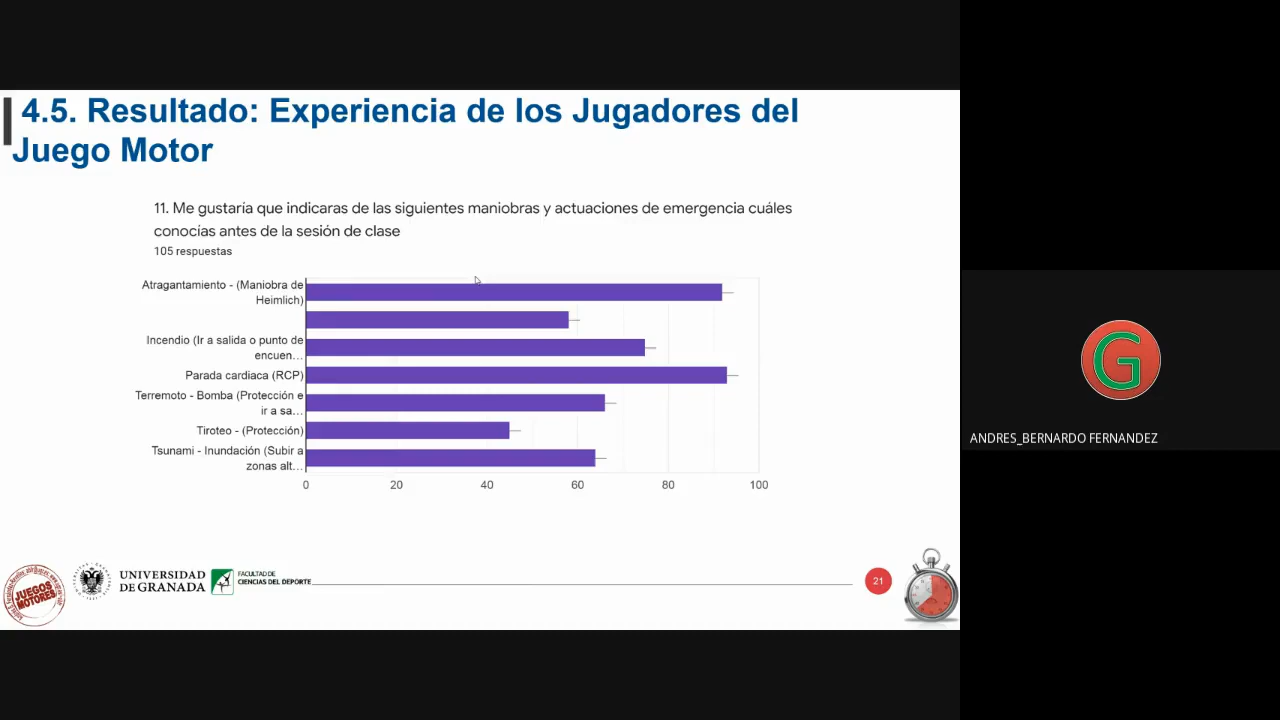 4.5. Resultado: Experiencia de los Jugadores del
Juego Motor
11. Me gustaría que indicaras de las siguientes maniobras y actuaciones de emergencia cuáles
conocías antes de la sesión de clase
105 respuestas
Atragantamiento - (Maniobra de
Heimlich)
Incendio (Ir a salida o punto de
encuen...
Parada cardiaca (RCP)
Terremoto - Bomba (Protección e
ir a sa...
Tiroteo - (Protección)
Tsunami - Inundación (Subir a
zonas alt...
0 20 40 60 80 100
JUEGOS
MOTORES
UNIVERSIDAD
DE GRANADA
FACULTAD DE
CIENCIAS DEL DEPORTE
21
G
ANDRES_BERNARDO FERNANDEZ